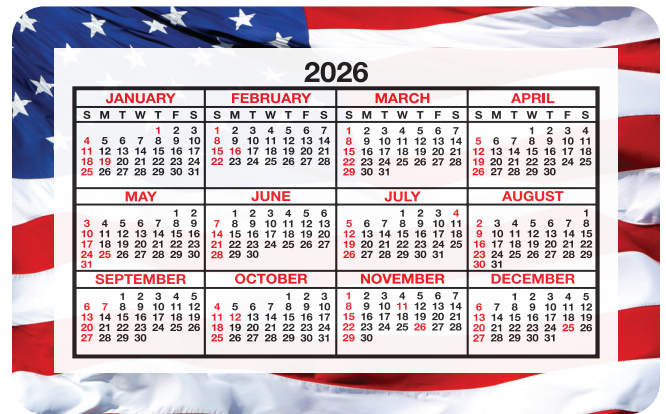 2026
JANUARY
S M T W T F S
1 2 3
4 5 6 7 8 9 10
11 12 13 14 15 16 17
18 19 20 21 22 23 24
25 26 27 28 29 30 31
FEBRUARY
S M T W T F S
1 2 3 4 5 6 7
8 9 10 11 12 13 14
15 16 17 18 19 20 21
22 23 24 25 26 27 28
MARCH
S M T W T F S
1 2 3 4 5 6 7
8 9 10 11 12 13 14
15 16 17 18 19 20 21
22 23 24 25 26 27 28
29 30 31
APRIL
S M T W T F S
1 2 3 4
5 6 7 8 9 10 11
12 13 14 15 16 17 18
19 20 21 22 23 24 25
26 27 28 29 30
MAY
1 2
3 4 5 6 7 8 9
10 11 12 13 14 15 16
17 18 19 20 21 22 23
24 25 26 27 28 29 30
31
JUNE
1 2 3 4 5 6
7 8 9 10 11 12 13
14 15 16 17 18 19 20
21 22 23 24 25 26 27
28 29 30
JULY
1 2 3 4
5 6 7 8 9 10 11
12 13 14 15 16 17 18
19 20 21 22 23 24 25
26 27 28 29 30 31
AUGUST
1
2 3 4 5 6 7 8
9 10 11 12 13 14 15
16 17 18 19 20 21 22
23 24 25 26 27 28 29
30 31
SEPTEMBER
1 2 3 4 5
6 7 8 9 10 11 12
13 14 15 16 17 18 19
20 21 22 23 24 25 26
27 28 29 30
OCTOBER
1 2 3
4 5 6 7 8 9 10
11 12 13 14 15 16 17
18 19 20 21 22 23 24
25 26 27 28 29 30 31
NOVEMBER
1 2 3 4 5 6 7
8 9 10 11 12 13 14
15 16 17 18 19 20 21
22 23 24 25 26 27 28
29 30
DECEMBER
1 2 3 4 5
6 7 8 9 10 11 12
13 14 15 16 17 18 19
20 21 22 23 24 25 26
27 28 29 30 31